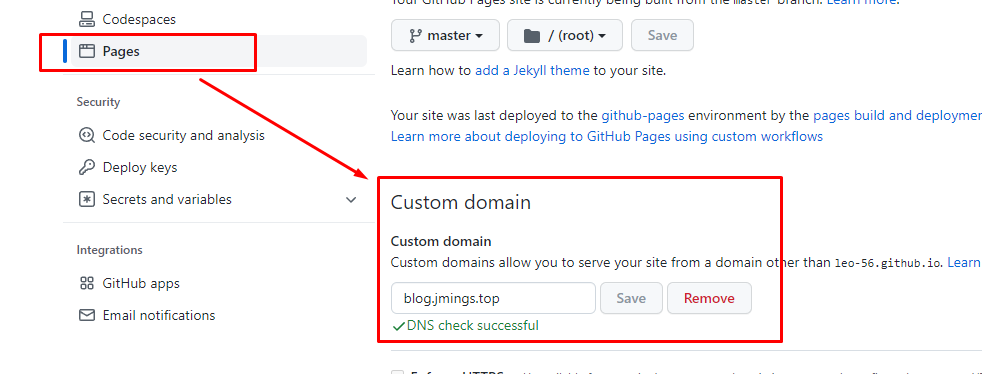 Codespaces
Pages
Security
Code security and analysis
Deploy keys
Secrets and variables
Integrations
GitHub apps
Email notifications
Your GitHub Pages site is currently being built from the master branch. Learn more.
master
/ (root)
Save
Learn how to add a Jekyll theme to your site.
Your site was last deployed to the github-pages environment by the pages build and deploymen
Learn more about deploying to GitHub Pages using custom workflows
Custom domain
Custom domain
Custom domains allow you to serve your site from a domain other than leo-56.github.io. Learn
blog.jmings.top
Save
Remove
DNS check successful